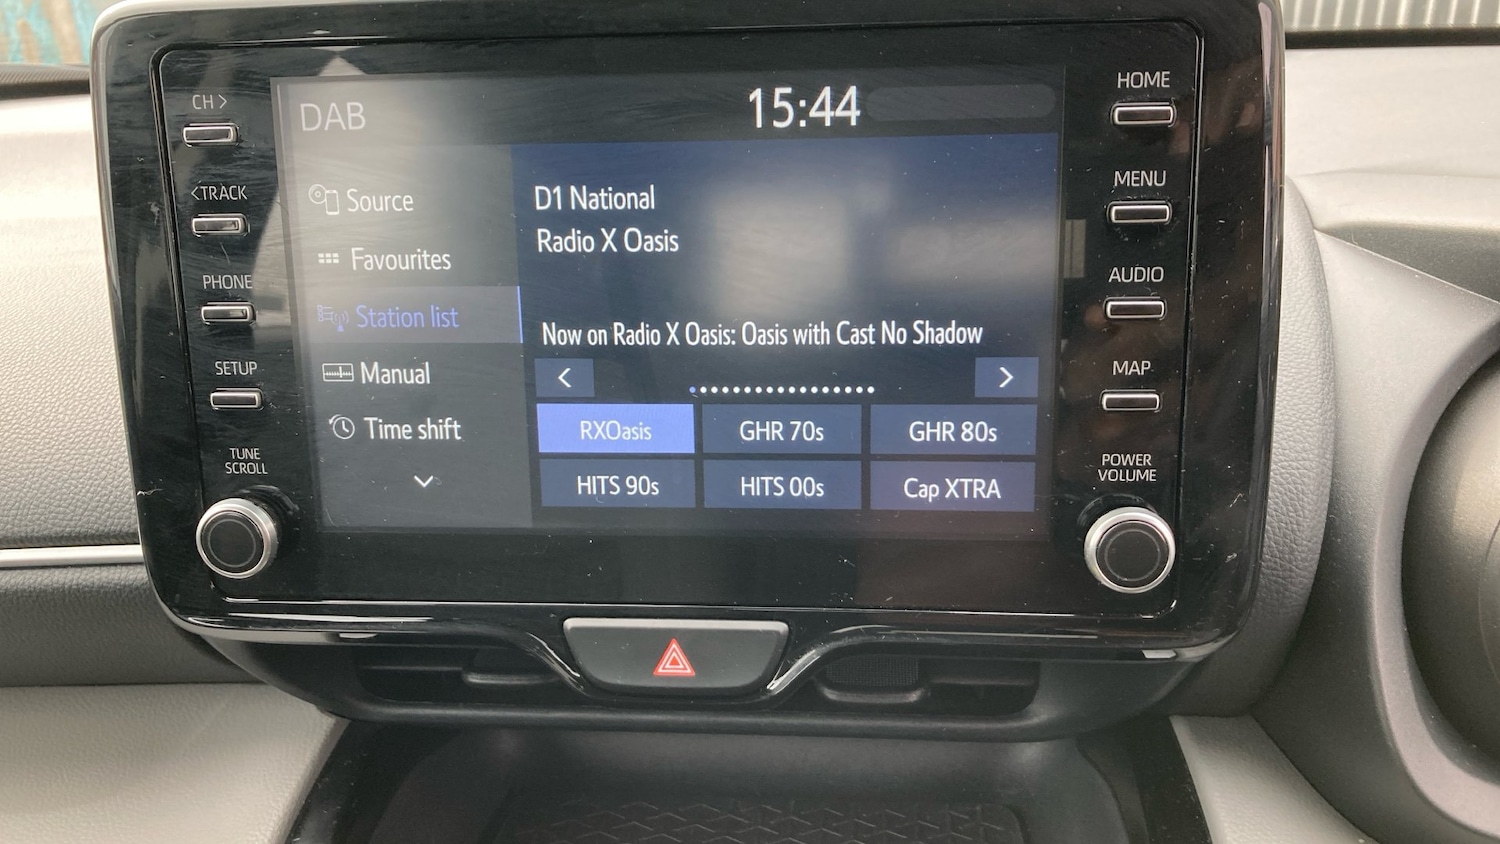 CH >
<TRACK
PHONE
SETUP
TUNE
SCROLL
DAB
15:44
Source
Favourites
Station list
Manual
Time shift
D1 National
Radio X Oasis
Now on Radio X Oasis: Oasis with Cast No Shadow
< >
RXOasis GHR 70s GHR 80s
HITS 90s HITS 00s Cap XTRA
HOME
MENU
AUDIO
MAP
POWER
VOLUME